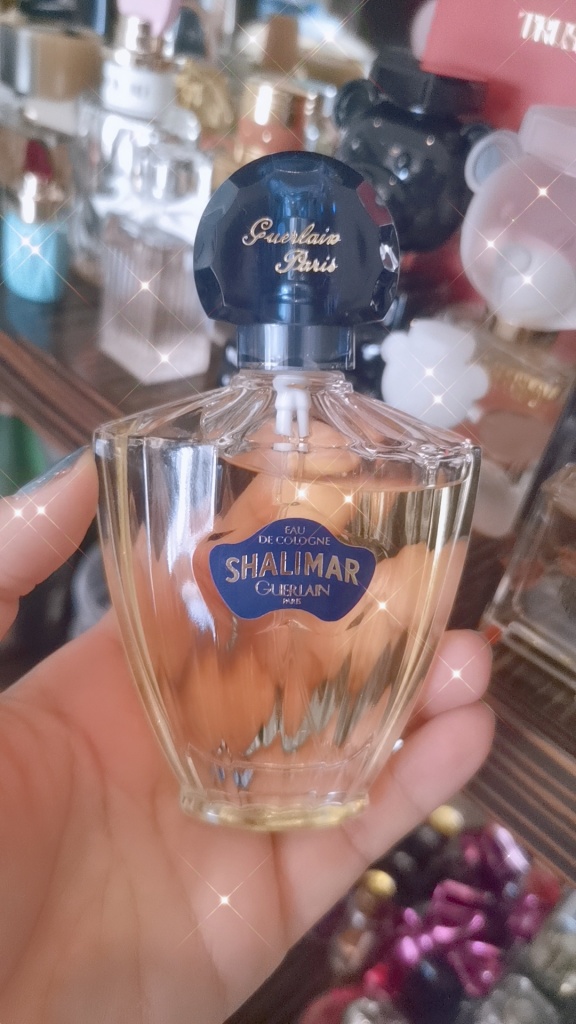 Guerlain
Paris
EAU
DE COLOGNE
SHALIMAR
GUERLAIN
PARIS